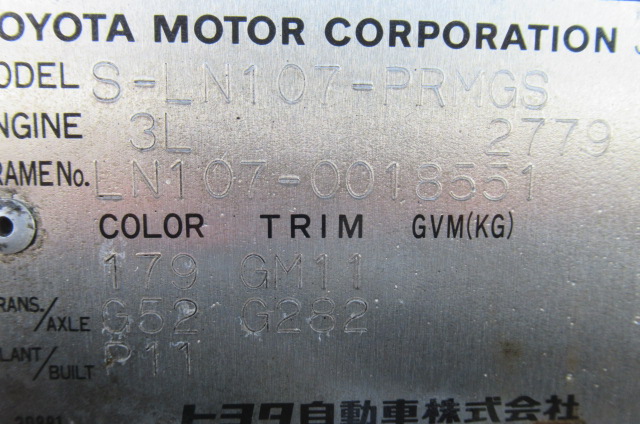 OYOTA MOTOR CORPORATION
ODEL S-LN107-PRMGS
NGINE 3L 2779
RAME No. LN107-0018551
COLOR TRIM GVM(KG)
179 GM11
RANS./AXLE G52 G282
LANT/BUILT P11
トヨタ自動車株式会社